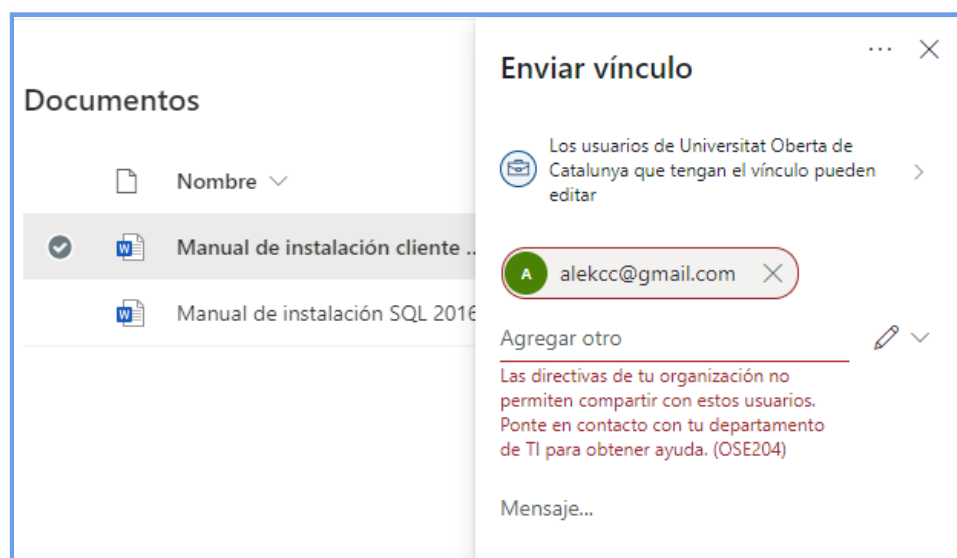 Documentos
Nombre
Manual de instalación cliente ..
Manual de instalación SQL 2016
Enviar vínculo
Los usuarios de Universitat Oberta de
Catalunya que tengan el vínculo pueden
editar
A alekcc@gmail.com
Agregar otro
Las directivas de tu organización no
permiten compartir con estos usuarios.
Ponte en contacto con tu departamento
de TI para obtener ayuda. (OSE204)
Mensaje...